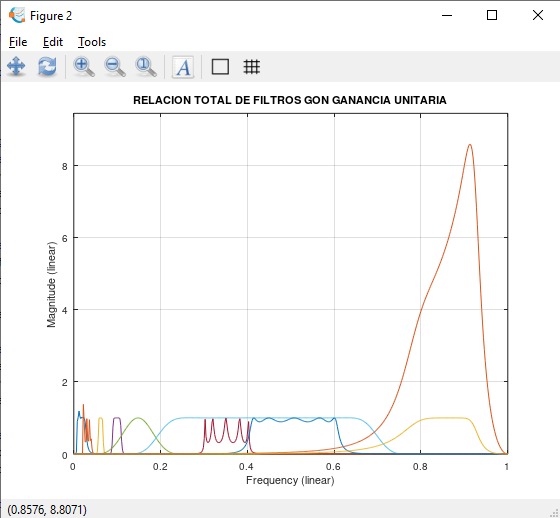 Figure 2
File Edit Tools
A
RELACION TOTAL DE FILTROS GON GANANCIA UNITARIA
8
6
4
2
0
Magnitude (linear)
0 0.2 0.4 0.6 0.8 1
Frequency (linear)
(0.8576, 8.8071)